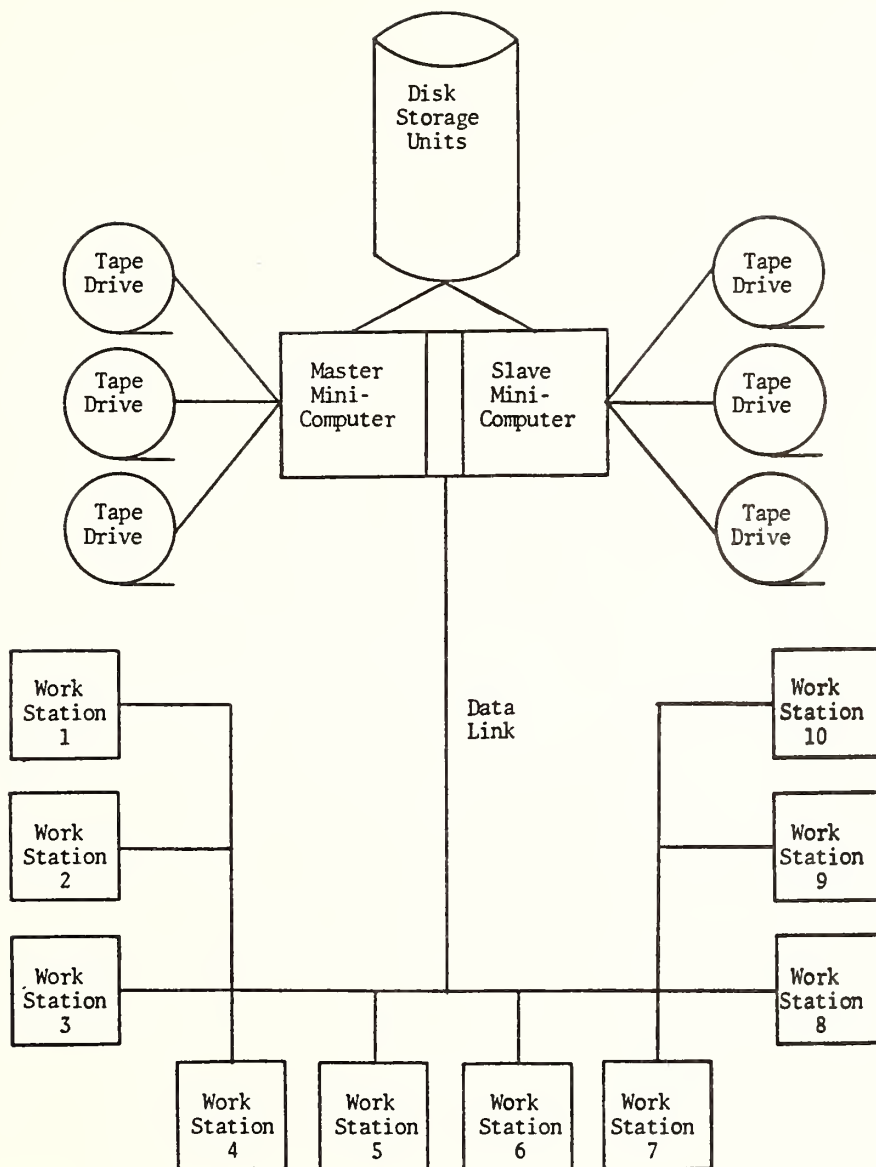 Disk
Storage
Units
Tape
Drive
Tape
Drive
Tape
Drive
Master
Mini-
Computer
Slave
Mini-
Computer
Tape
Drive
Tape
Drive
Tape
Drive
Data
Link
Work
Station
1
Work
Station
2
Work
Station
3
Work
Station
4
Work
Station
5
Work
Station
6
Work
Station
7
Work
Station
8
Work
Station
9
Work
Station
10